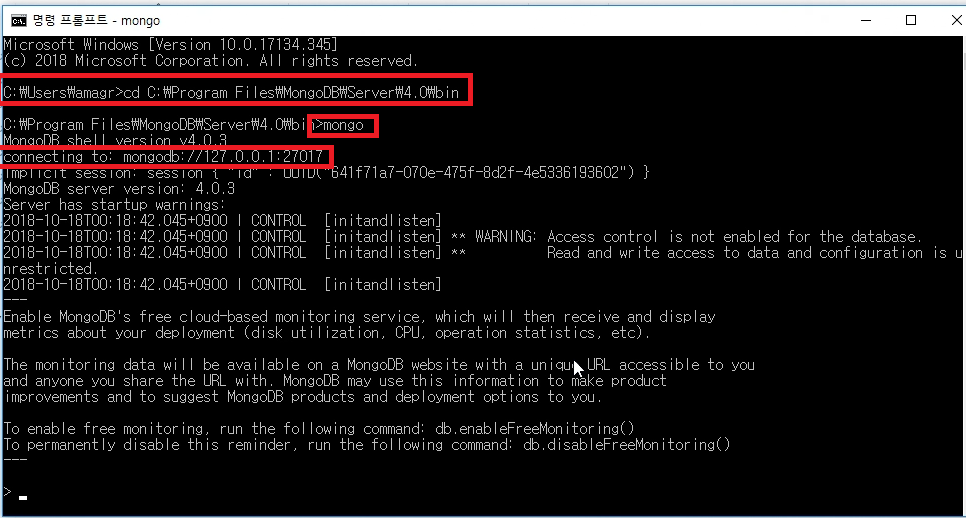 명령 프롬프트 - mongo
Microsoft Windows [Version 10.0.17134.345]
(c) 2018 Microsoft Corporation. All rights reserved.
C:₩Users₩amagr>cd C:₩Program Files₩MongoDB₩Server₩4.0₩bin
C:₩Program Files₩MongoDB₩Server₩4.0₩bin>mongo
MongoDB shell version v4.0.3
connecting to: mongodb://127.0.0.1:27017
Implicit session: session { "id" : UUID("641f71a7-070e-475f-8d2f-4e5336193602") }
MongoDB server version: 4.0.3
Server has startup warnings:
2018-10-18T00:18:42.045+0900 I CONTROL  [initandlisten]
2018-10-18T00:18:42.045+0900 I CONTROL  [initandlisten] ** WARNING: Access control is not enabled for the database.
2018-10-18T00:18:42.045+0900 I CONTROL  [initandlisten] **          Read and write access to data and configuration is u
nrestricted.
2018-10-18T00:18:42.045+0900 I CONTROL  [initandlisten]
---
Enable MongoDB's free cloud-based monitoring service, which will then receive and display
metrics about your deployment (disk utilization, CPU, operation statistics, etc).
The monitoring data will be available on a MongoDB website with a unique URL accessible to you
and anyone you share the URL with. MongoDB may use this information to make product
improvements and to suggest MongoDB products and deployment options to you.
To enable free monitoring, run the following command: db.enableFreeMonitoring()
To permanently disable this reminder, run the following command: db.disableFreeMonitoring()
---
>